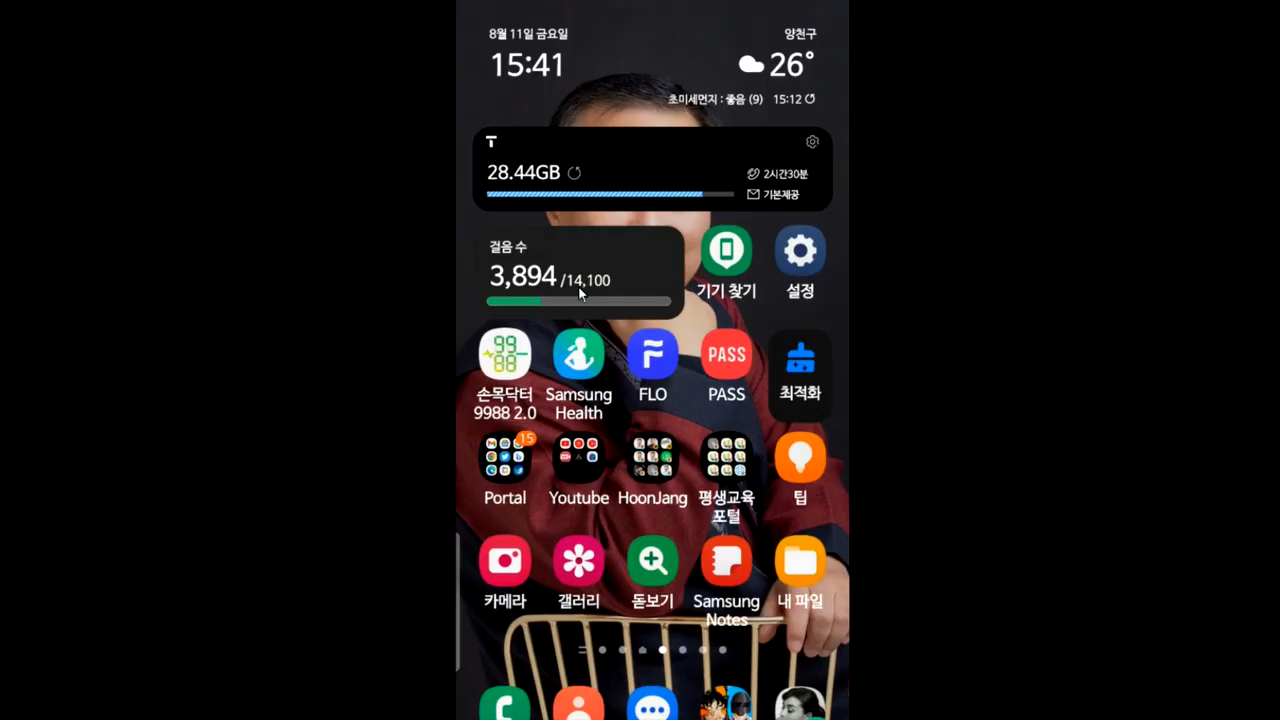 8월 11일 금요일
양천구
15:41
26°
초미세먼지 : 좋음 (9) 15:12
T
28.44GB
2시간30분
기본제공
걸음 수
3,894 /14,100
기기 찾기
설정
99
88
PASS
손목닥터
9988 2.0
Samsung
Health
FLO
PASS
최적화
15
Portal
Youtube
HoonJang
평생교육
포털
팁
카메라
갤러리
돋보기
Samsung
Notes
내 파일